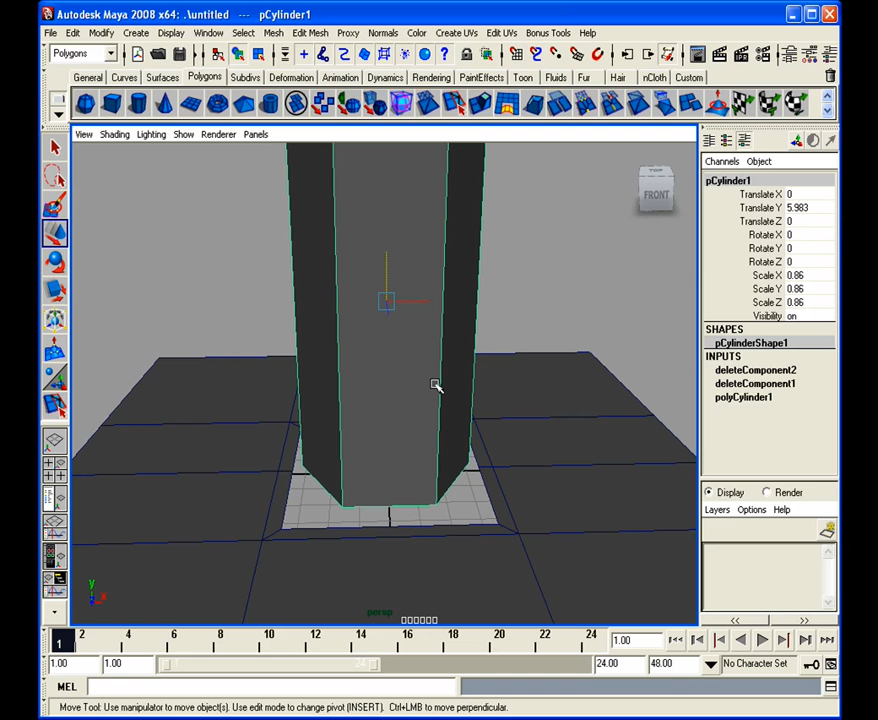 Autodesk Maya 2008 x64: .\untitled   ---   pCylinder1
File Edit Modify Create Display Window Select Mesh Edit Mesh Proxy Normals Color Create UVs Edit UVs Bonus Tools Help
Polygons
General Curves Surfaces Polygons Subdivs Deformation Animation Dynamics Rendering PaintEffects Toon Fluids Fur Hair nCloth Custom
View Shading Lighting Show Renderer Panels
TOP
FRONT
Channels Object
pCylinder1
Translate X 0
Translate Y 5.983
Translate Z 0
Rotate X 0
Rotate Y 0
Rotate Z 0
Scale X 0.86
Scale Y 0.86
Scale Z 0.86
Visibility on
SHAPES
pCylinderShape1
INPUTS
deleteComponent2
deleteComponent1
polyCylinder1
Display Render
Layers Options Help
y
x
persp
1 2 4 6 8 10 12 14 16 18 20 22 24 1.00
1.00 1.00 1 24 24.00 48.00 No Character Set
MEL
Move Tool: Use manipulator to move object(s). Use edit mode to change pivot (INSERT).  Ctrl+LMB to move perpendicular.